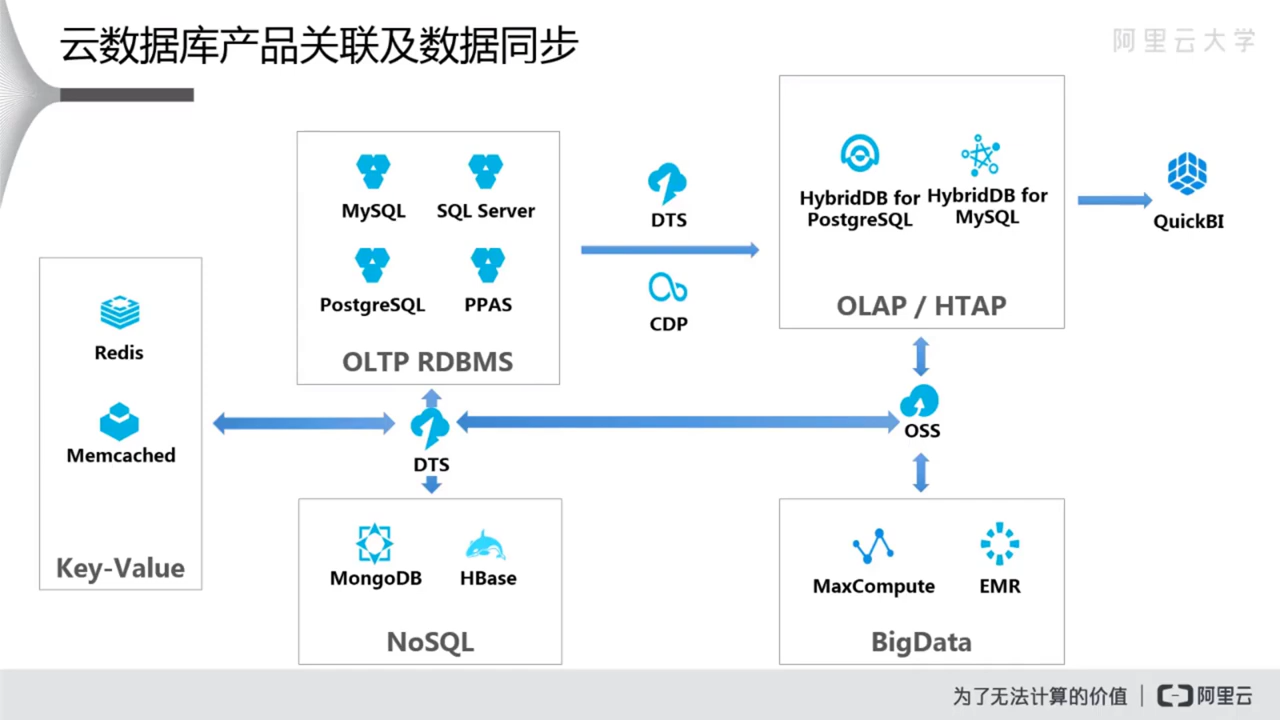 云数据库产品关联及数据同步
阿里云大学
MySQL
SQL Server
PostgreSQL
PPAS
OLTP RDBMS
DTS
CDP
HybridDB for
PostgreSQL
HybridDB for
MySQL
OLAP / HTAP
QuickBI
Redis
Memcached
Key-Value
DTS
OSS
MongoDB
HBase
NoSQL
MaxCompute
EMR
BigData
为了无法计算的价值
阿里云